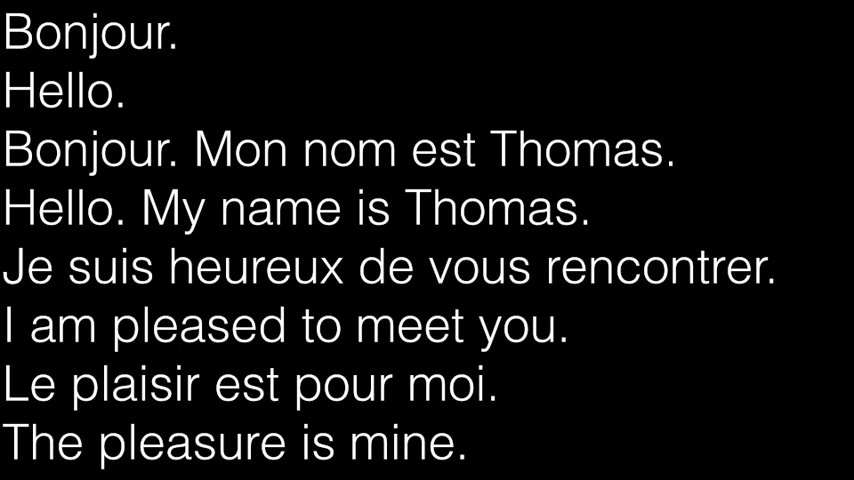 Bonjour.
Hello.
Bonjour. Mon nom est Thomas.
Hello. My name is Thomas.
Je suis heureux de vous rencontrer.
I am pleased to meet you.
Le plaisir est pour moi.
The pleasure is mine.